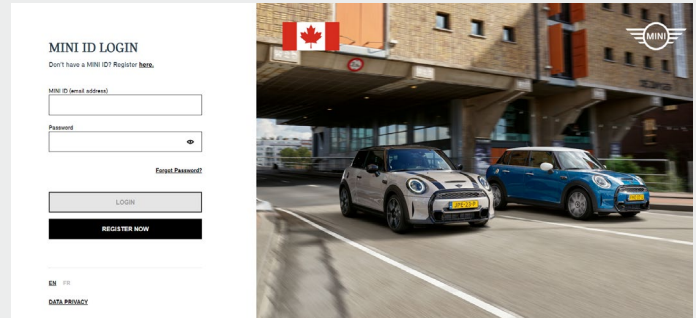 MINI ID LOGIN
Don't have a MINI ID? Register here.
MINI ID (email address)
Password
Forgot Password?
LOGIN
REGISTER NOW
EN FR
DATA PRIVACY
MINI